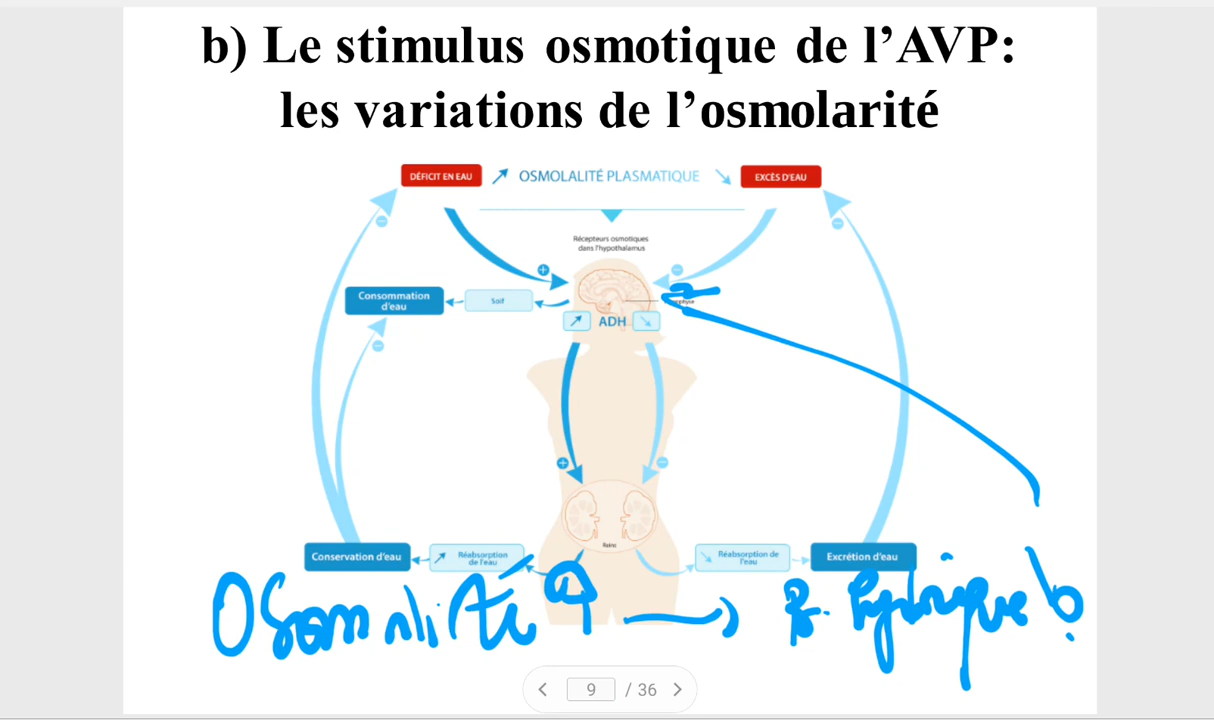 b) Le stimulus osmotique de l’AVP:
les variations de l’osmolarité
DÉFICIT EN EAU
OSMOLALITÉ PLASMATIQUE
EXCÈS D'EAU
Récepteurs osmotiques
dans l'hypothalamus
+
−
−
−
Consommation
d'eau
Soif
ADH
−
+
−
Reins
Conservation d'eau
Réabsorption
de l'eau
Réabsorption de
l'eau
Excrétion d'eau
Osomalité
9 / 36